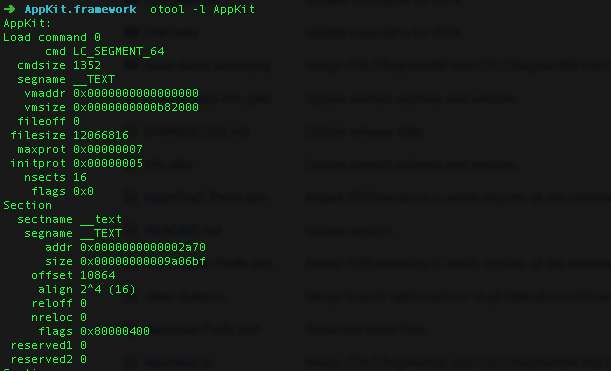 ➜ AppKit.framework otool -l AppKit
AppKit:
Load command 0
cmd LC_SEGMENT_64
cmdsize 1352
segname __TEXT
vmaddr 0x0000000000000000
vmsize 0x0000000000b82000
fileoff 0
filesize 12066816
maxprot 0x00000007
initprot 0x00000005
nsects 16
flags 0x0
Section
sectname __text
segname __TEXT
addr 0x0000000000002a70
size 0x00000000009a06bf
offset 10864
align 2^4 (16)
reloff 0
nreloc 0
flags 0x80000400
reserved1 0
reserved2 0